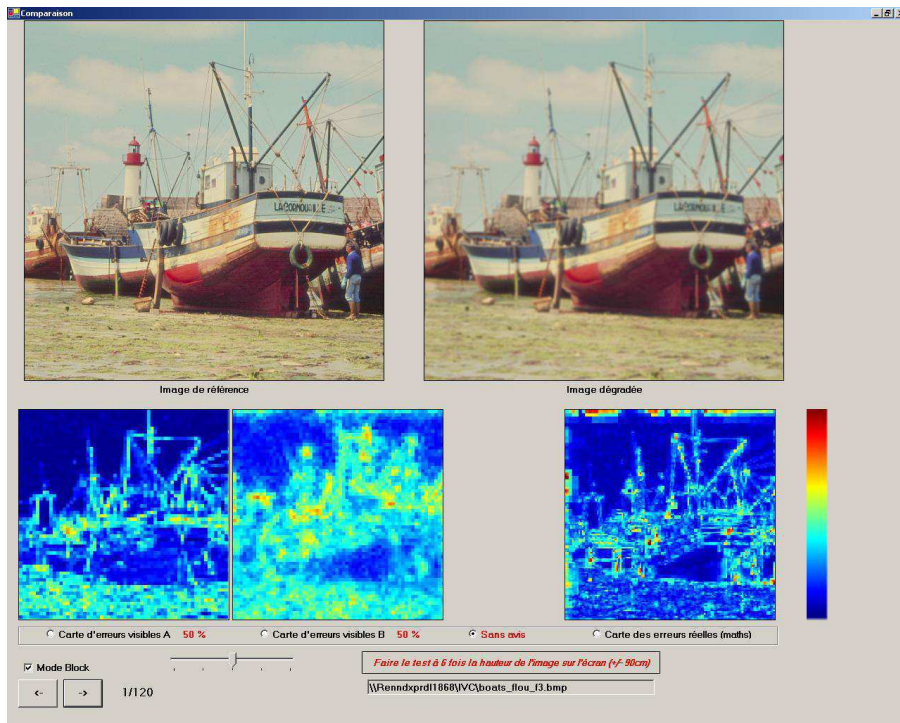 Comparaison
LACORNOUAILLE
Image de référence
Image dégradée
Carte d'erreurs visibles A 50 %
Carte d'erreurs visibles B 50 %
Sans avis
Carte des erreurs réelles (maths)
Mode Block
Faire le test à 6 fois la hauteur de l'image sur l'écran (+/- 90cm)
<- -> 1/120
\\Renndxprdl1868\IVC\boats_flou_f3.bmp